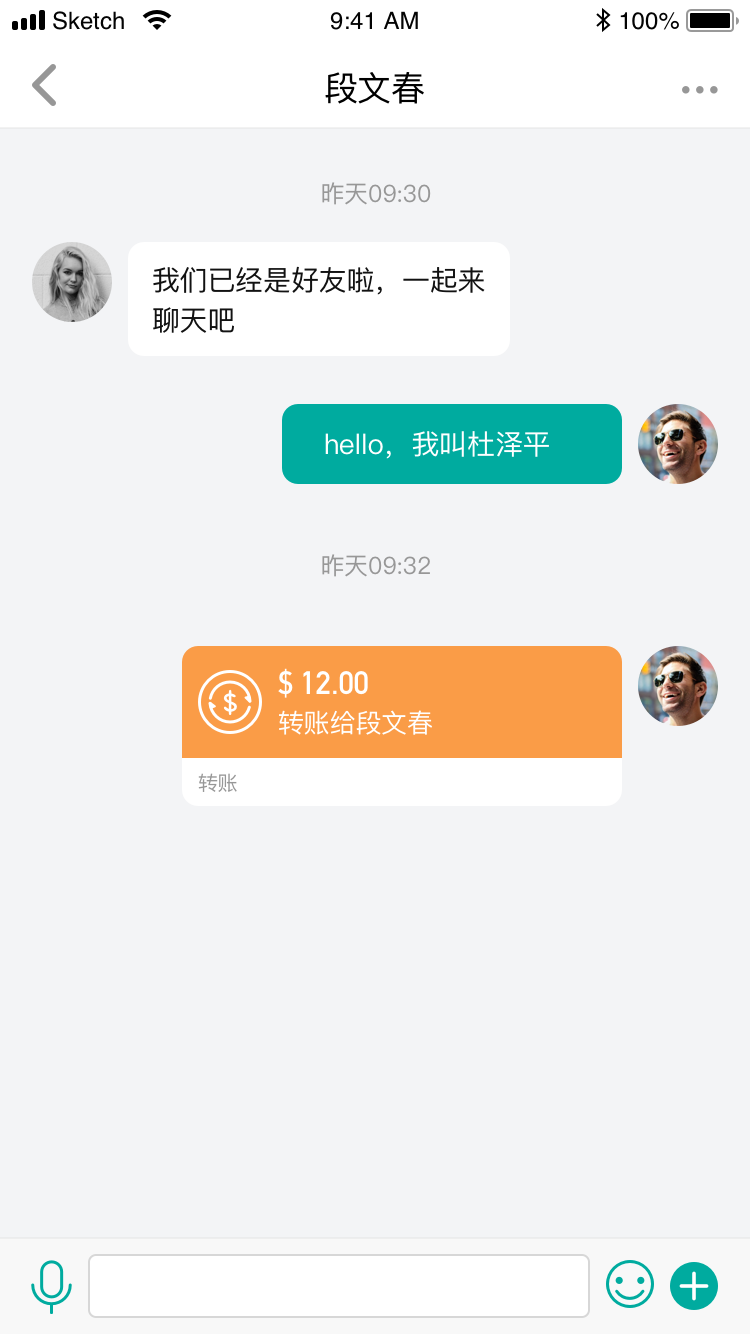 Sketch 9:41 AM 100%
段文春
昨天09:30
我们已经是好友啦，一起来
聊天吧
hello，我叫杜泽平
昨天09:32
$ 12.00
转账给段文春
转账